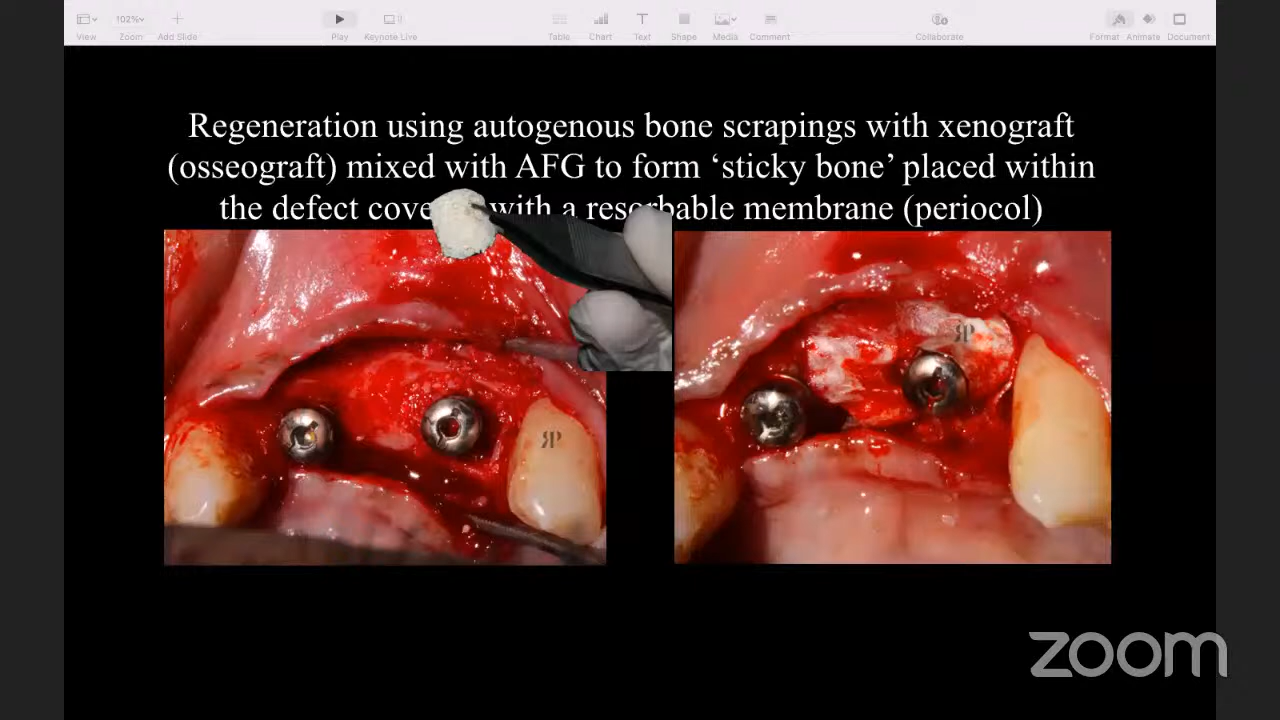 View
102%
Zoom
Add Slide
Play
Keynote Live
Table
Chart
Text
Shape
Media
Comment
Collaborate
Format
Animate
Document
Regeneration using autogenous bone scrapings with xenograft
(osseograft) mixed with AFG to form ‘sticky bone’ placed within
the defect with a resorbable membrane (periocol)
zoom